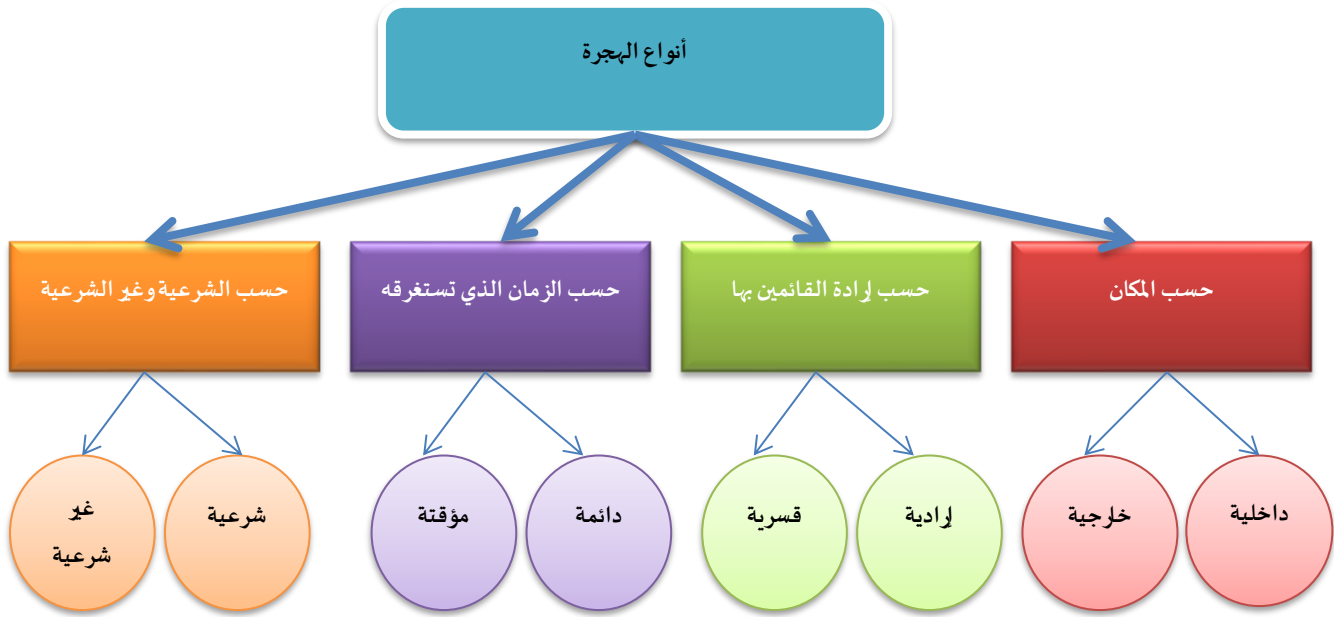 أنواع الهجرة
حسب المكان
حسب إرادة القائمين بها
حسب الزمان الذي تستغرقه
حسب الشرعية وغير الشرعية
داخلية
خارجية
إرادية
قسرية
دائمة
مؤقتة
شرعية
غير
شرعية